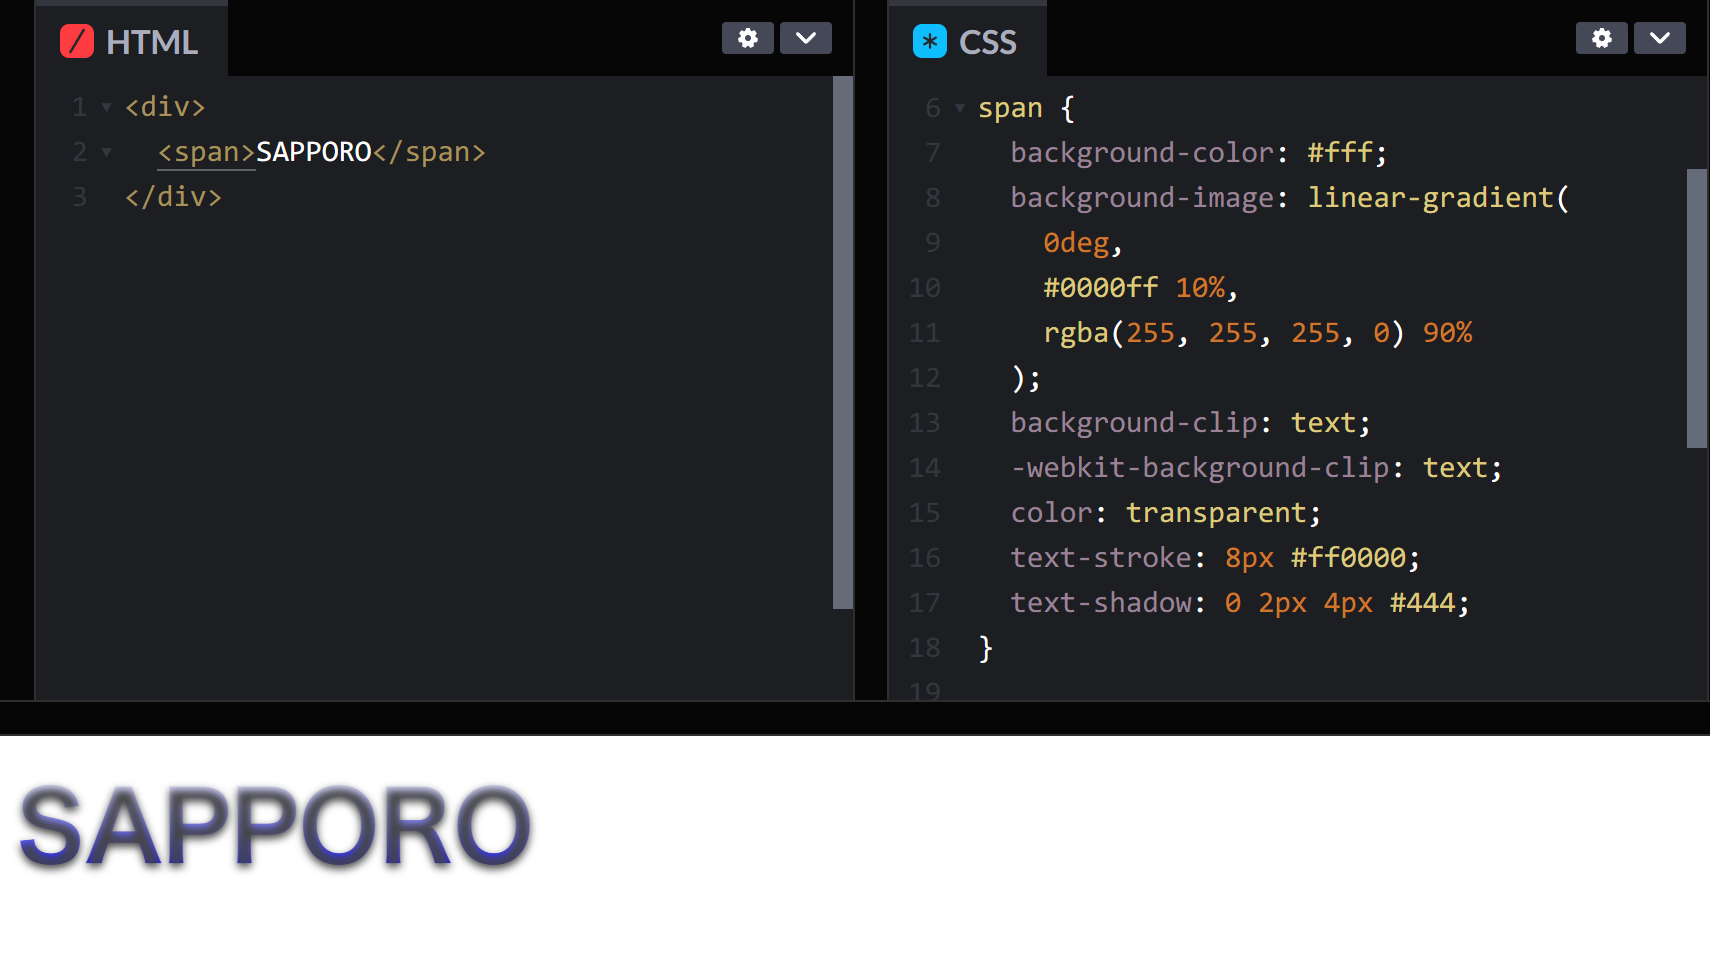 HTML
1 <div>
2 <span>SAPPORO</span>
3 </div>
* CSS
6 span {
7 background-color: #fff;
8 background-image: linear-gradient(
9 0deg,
10 #0000ff 10%,
11 rgba(255, 255, 255, 0) 90%
12 );
13 background-clip: text;
14 -webkit-background-clip: text;
15 color: transparent;
16 text-stroke: 8px #ff0000;
17 text-shadow: 0 2px 4px #444;
18 }
19
SAPPORO